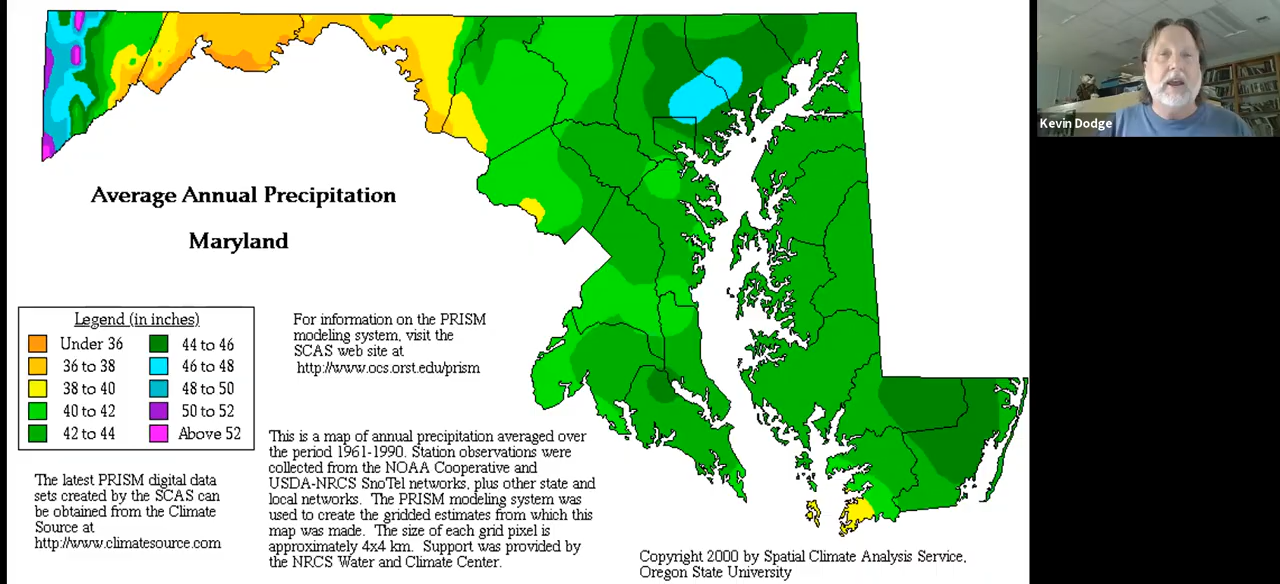 Kevin Dodge
Average Annual Precipitation
Maryland
Legend (in inches)
Under 36
36 to 38
38 to 40
40 to 42
42 to 44
44 to 46
46 to 48
48 to 50
50 to 52
Above 52
For information on the PRISM
modeling system, visit the
SCAS web site at
http://www.ocs.orst.edu/prism
The latest PRISM digital data
sets created by the SCAS can
be obtained from the Climate
Source at
http://www.climatesource.com
This is a map of annual precipitation averaged over
the period 1961-1990. Station observations were
collected from the NOAA Cooperative and
USDA-NRCS SnoTel networks, plus other state and
local networks. The PRISM modeling system was
used to create the gridded estimates from which this
map was made. The size of each grid pixel is
approximately 4x4 km. Support was provided by
the NRCS Water and Climate Center.
Copyright 2000 by Spatial Climate Analysis Service,
Oregon State University